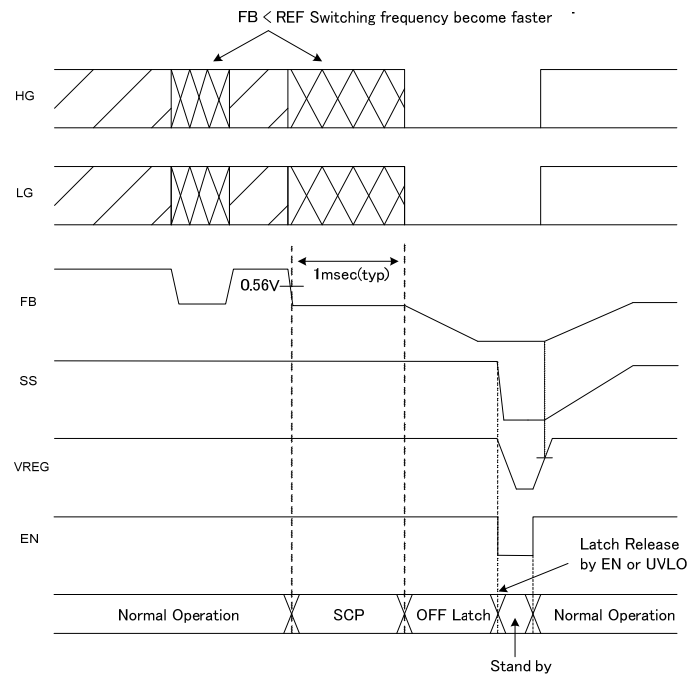 FB < REF Switching frequency become faster
HG
LG
FB
0.56V
1msec(typ)
SS
VREG
EN
Latch Release
by EN or UVLO
Normal Operation
SCP
OFF Latch
Normal Operation
Stand by